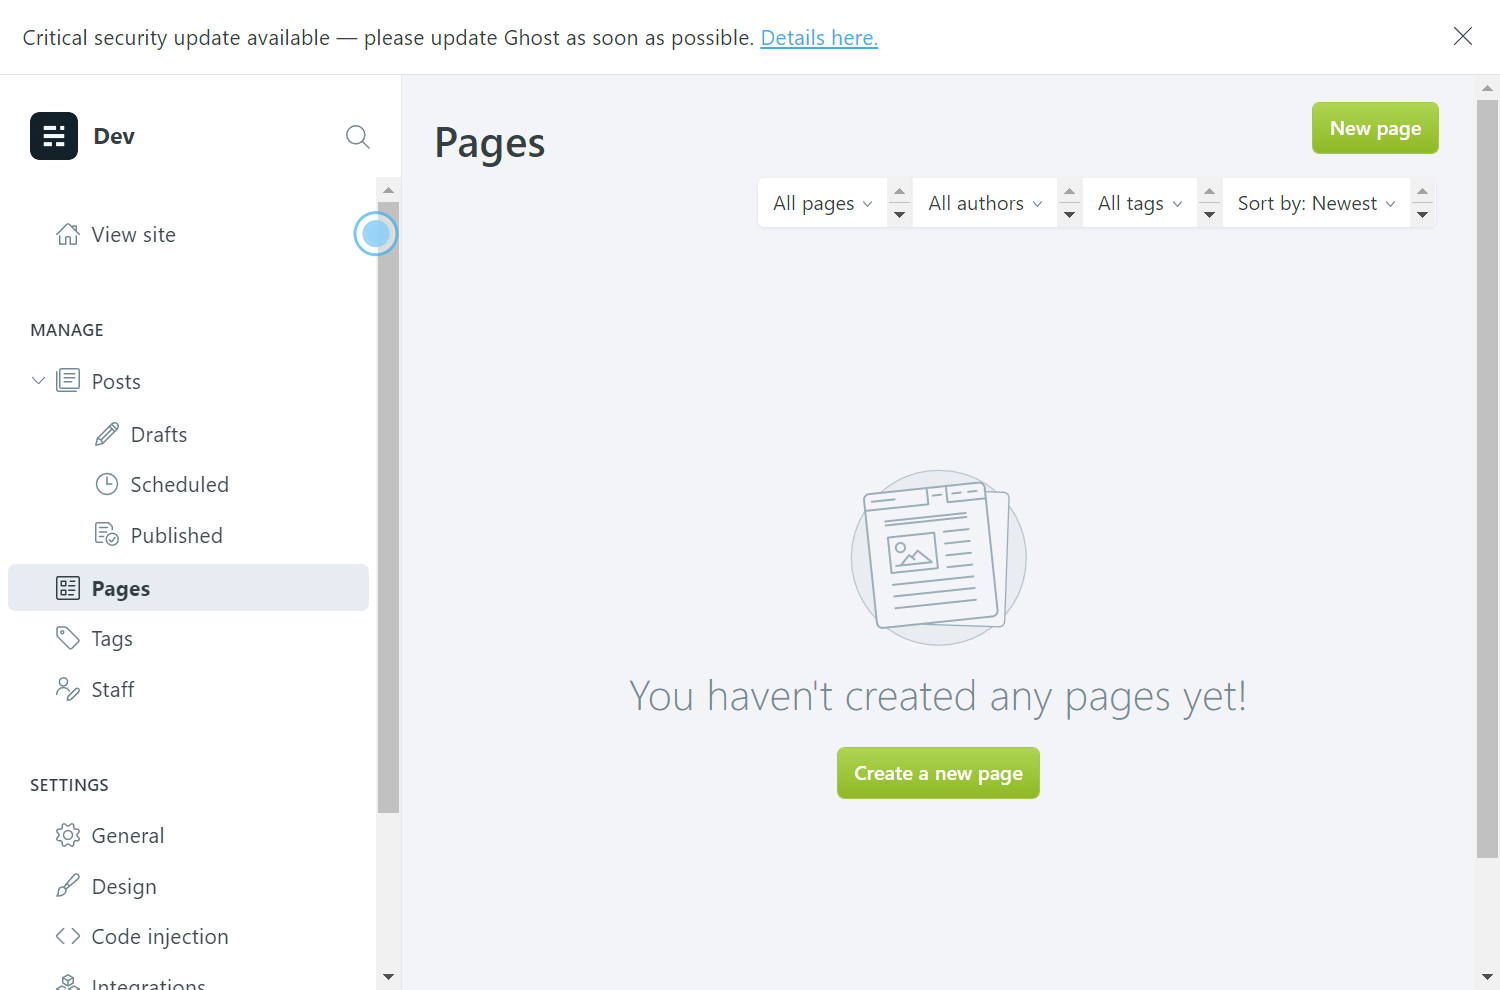 Critical security update available — please update Ghost as soon as possible. Details here.
Dev
View site
MANAGE
Posts
Drafts
Scheduled
Published
Pages
Tags
Staff
SETTINGS
General
Design
Code injection
Integrations
Pages
New page
All pages
All authors
All tags
Sort by: Newest
You haven't created any pages yet!
Create a new page